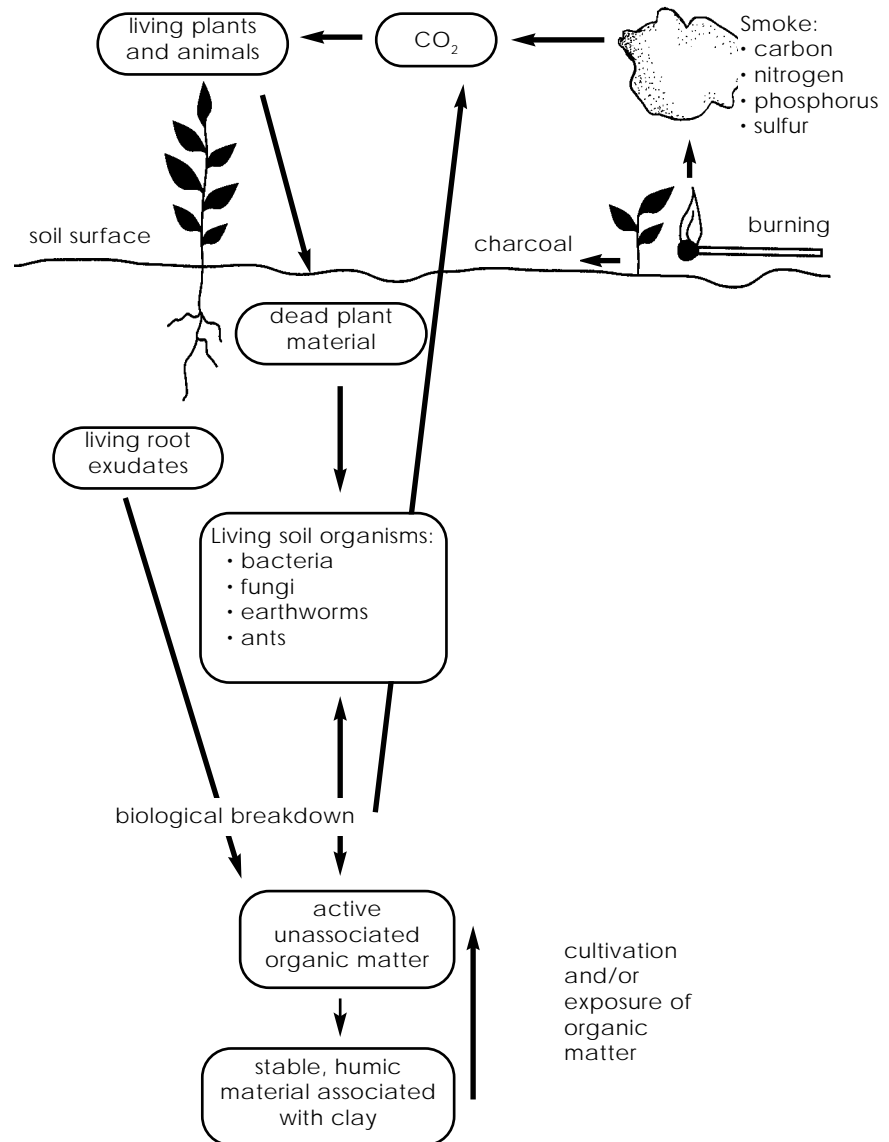 living plants
and animals
CO₂
Smoke:
• carbon
• nitrogen
• phosphorus
• sulfur
soil surface
charcoal
burning
dead plant
material
living root
exudates
Living soil organisms:
• bacteria
• fungi
• earthworms
• ants
biological breakdown
active
unassociated
organic matter
cultivation
and/or
exposure of
organic
matter
stable, humic
material associated
with clay